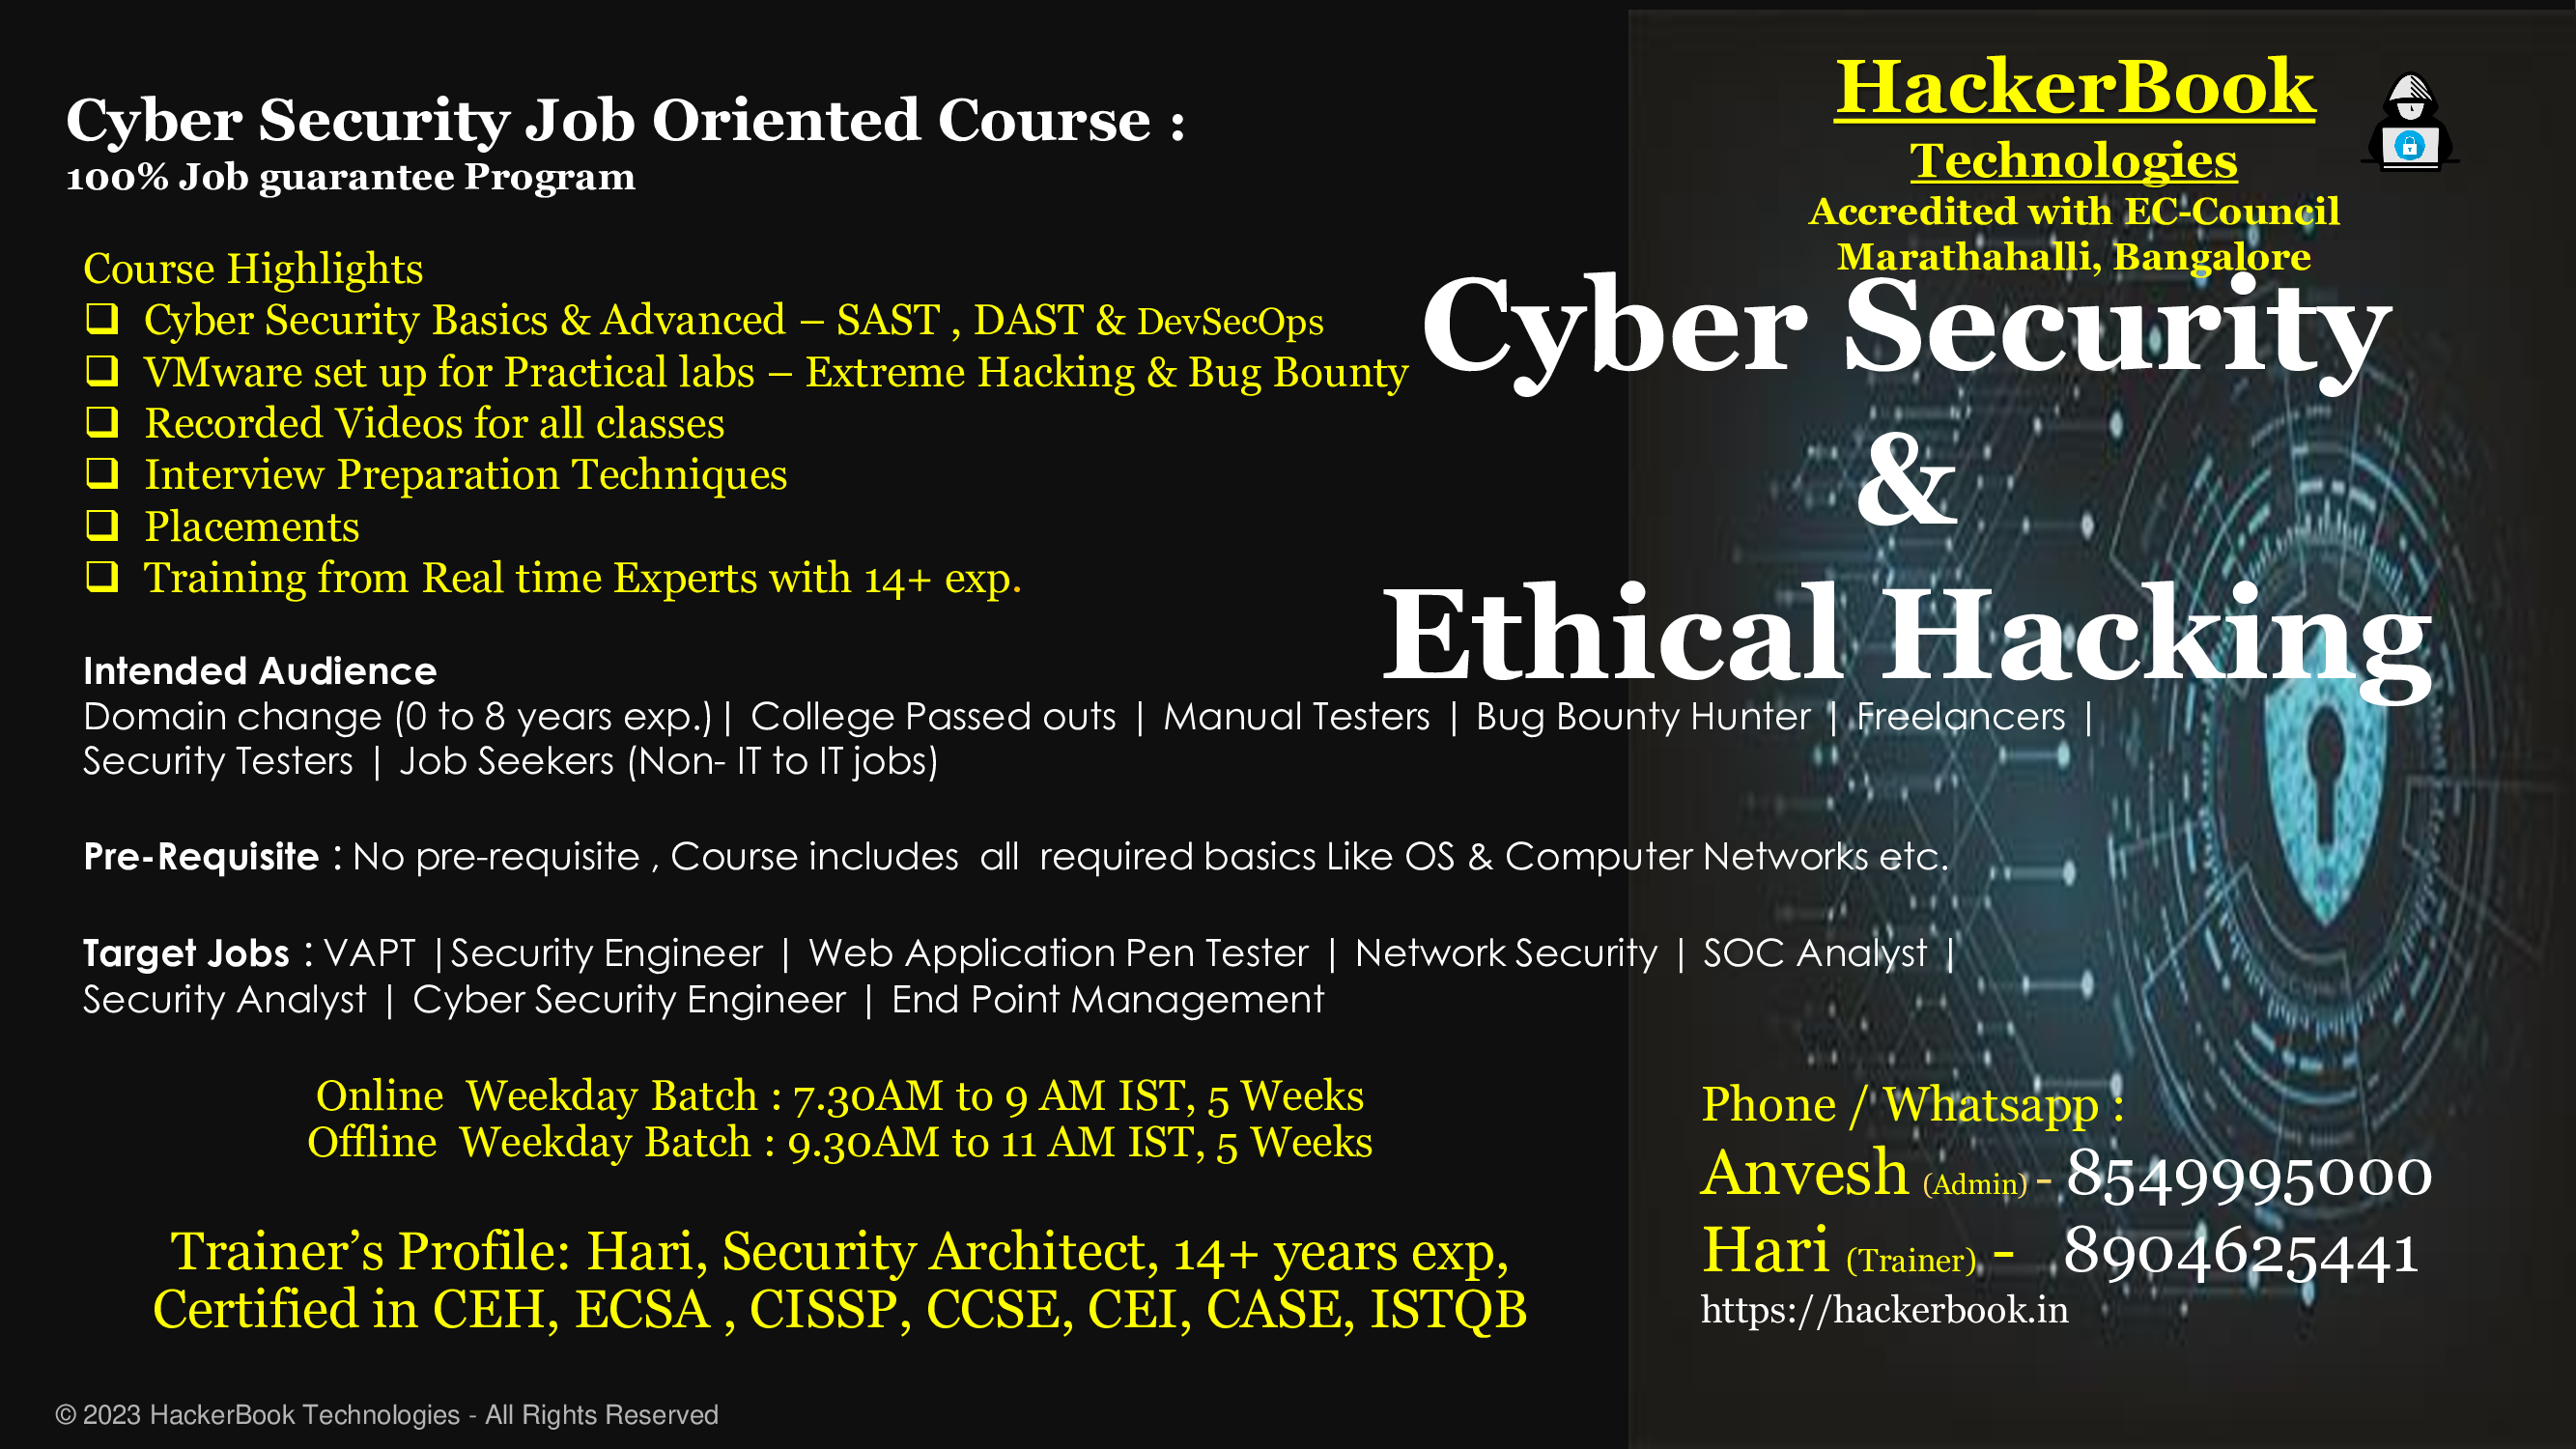 Cyber Security Job Oriented Course :
100% Job guarantee Program
Course Highlights
❑ Cyber Security Basics & Advanced – SAST , DAST & DevSecOps
❑ VMware set up for Practical labs – Extreme Hacking & Bug Bounty
❑ Recorded Videos for all classes
❑ Interview Preparation Techniques
❑ Placements
❑ Training from Real time Experts with 14+ exp.
HackerBook
Technologies
Accredited with EC-Council
Marathahalli, Bangalore
Cyber Security
&
Ethical Hacking
Intended Audience
Domain change (0 to 8 years exp.)| College Passed outs | Manual Testers | Bug Bounty Hunter | Freelancers |
Security Testers | Job Seekers (Non- IT to IT jobs)
Pre-Requisite : No pre-requisite , Course includes all required basics Like OS & Computer Networks etc.
Target Jobs : VAPT |Security Engineer | Web Application Pen Tester | Network Security | SOC Analyst |
Security Analyst | Cyber Security Engineer | End Point Management
Online Weekday Batch : 7.30AM to 9 AM IST, 5 Weeks
Offline Weekday Batch : 9.30AM to 11 AM IST, 5 Weeks
Trainer’s Profile: Hari, Security Architect, 14+ years exp,
Certified in CEH, ECSA , CISSP, CCSE, CEI, CASE, ISTQB
Phone / Whatsapp :
Anvesh (Admin) - 8549995000
Hari (Trainer) - 8904625441
https://hackerbook.in
© 2023 HackerBook Technologies - All Rights Reserved